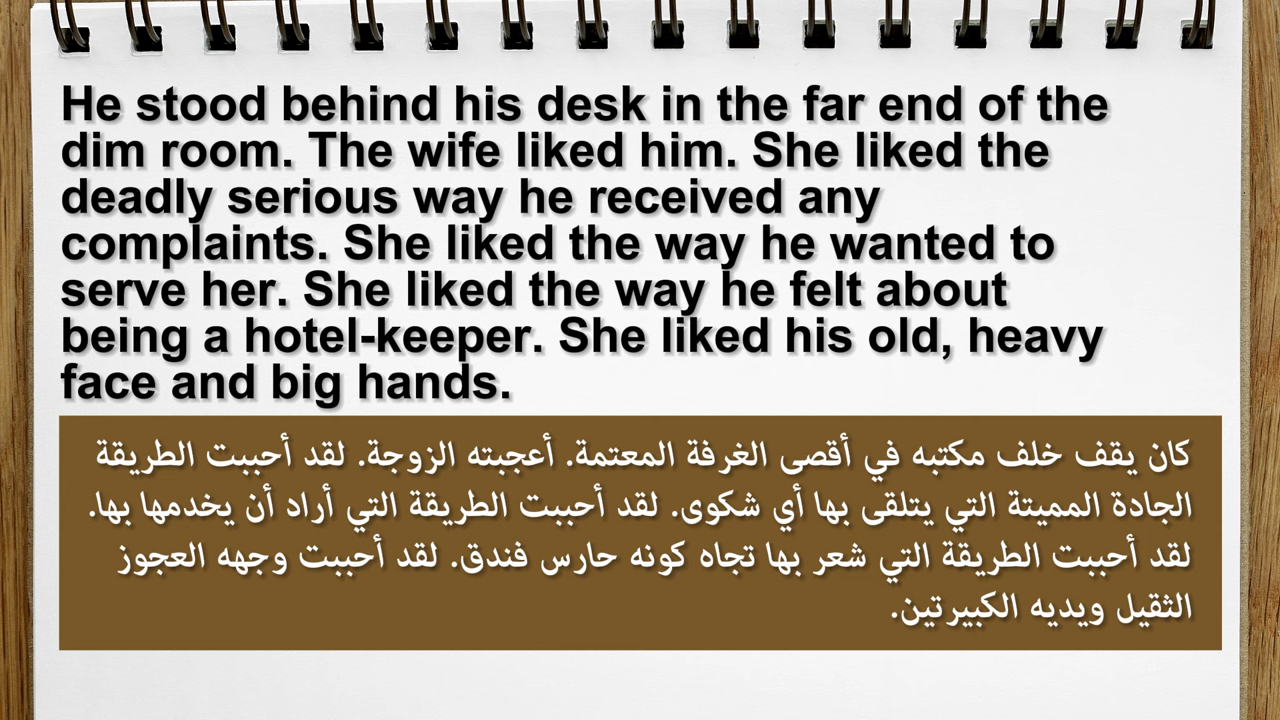 He stood behind his desk in the far end of the
dim room. The wife liked him. She liked the
deadly serious way he received any
complaints. She liked the way he wanted to
serve her. She liked the way he felt about
being a hotel-keeper. She liked his old, heavy
face and big hands.
كان يقف خلف مكتبه في أقصى الغرفة المعتمة. أعجبته الزوجة. لقد أحببت الطريقة
الجادة المميتة التي يتلقى بها أي شكوى. لقد أحببت الطريقة التي أراد أن يخدمها بها.
لقد أحببت الطريقة التي شعر بها تجاه كونه حارس فندق. لقد أحببت وجهه العجوز
الثقيل ويديه الكبيرتين.